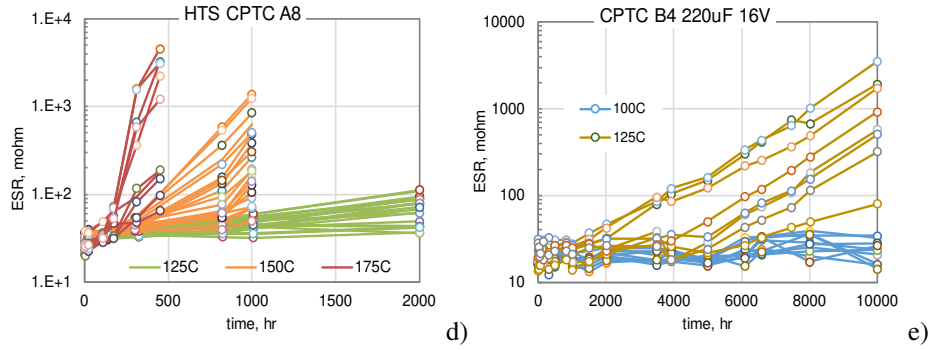 HTS CPTC A8
1.E+4
1.E+3
1.E+2
1.E+1
ESR, mohm
0
500
1000
1500
2000
time, hr
125C
150C
175C
d)
CPTC B4 220uF 16V
1000
100
10
ESR, mohm
0
2000
4000
6000
8000
10000
time, hr
100C
125C
e)